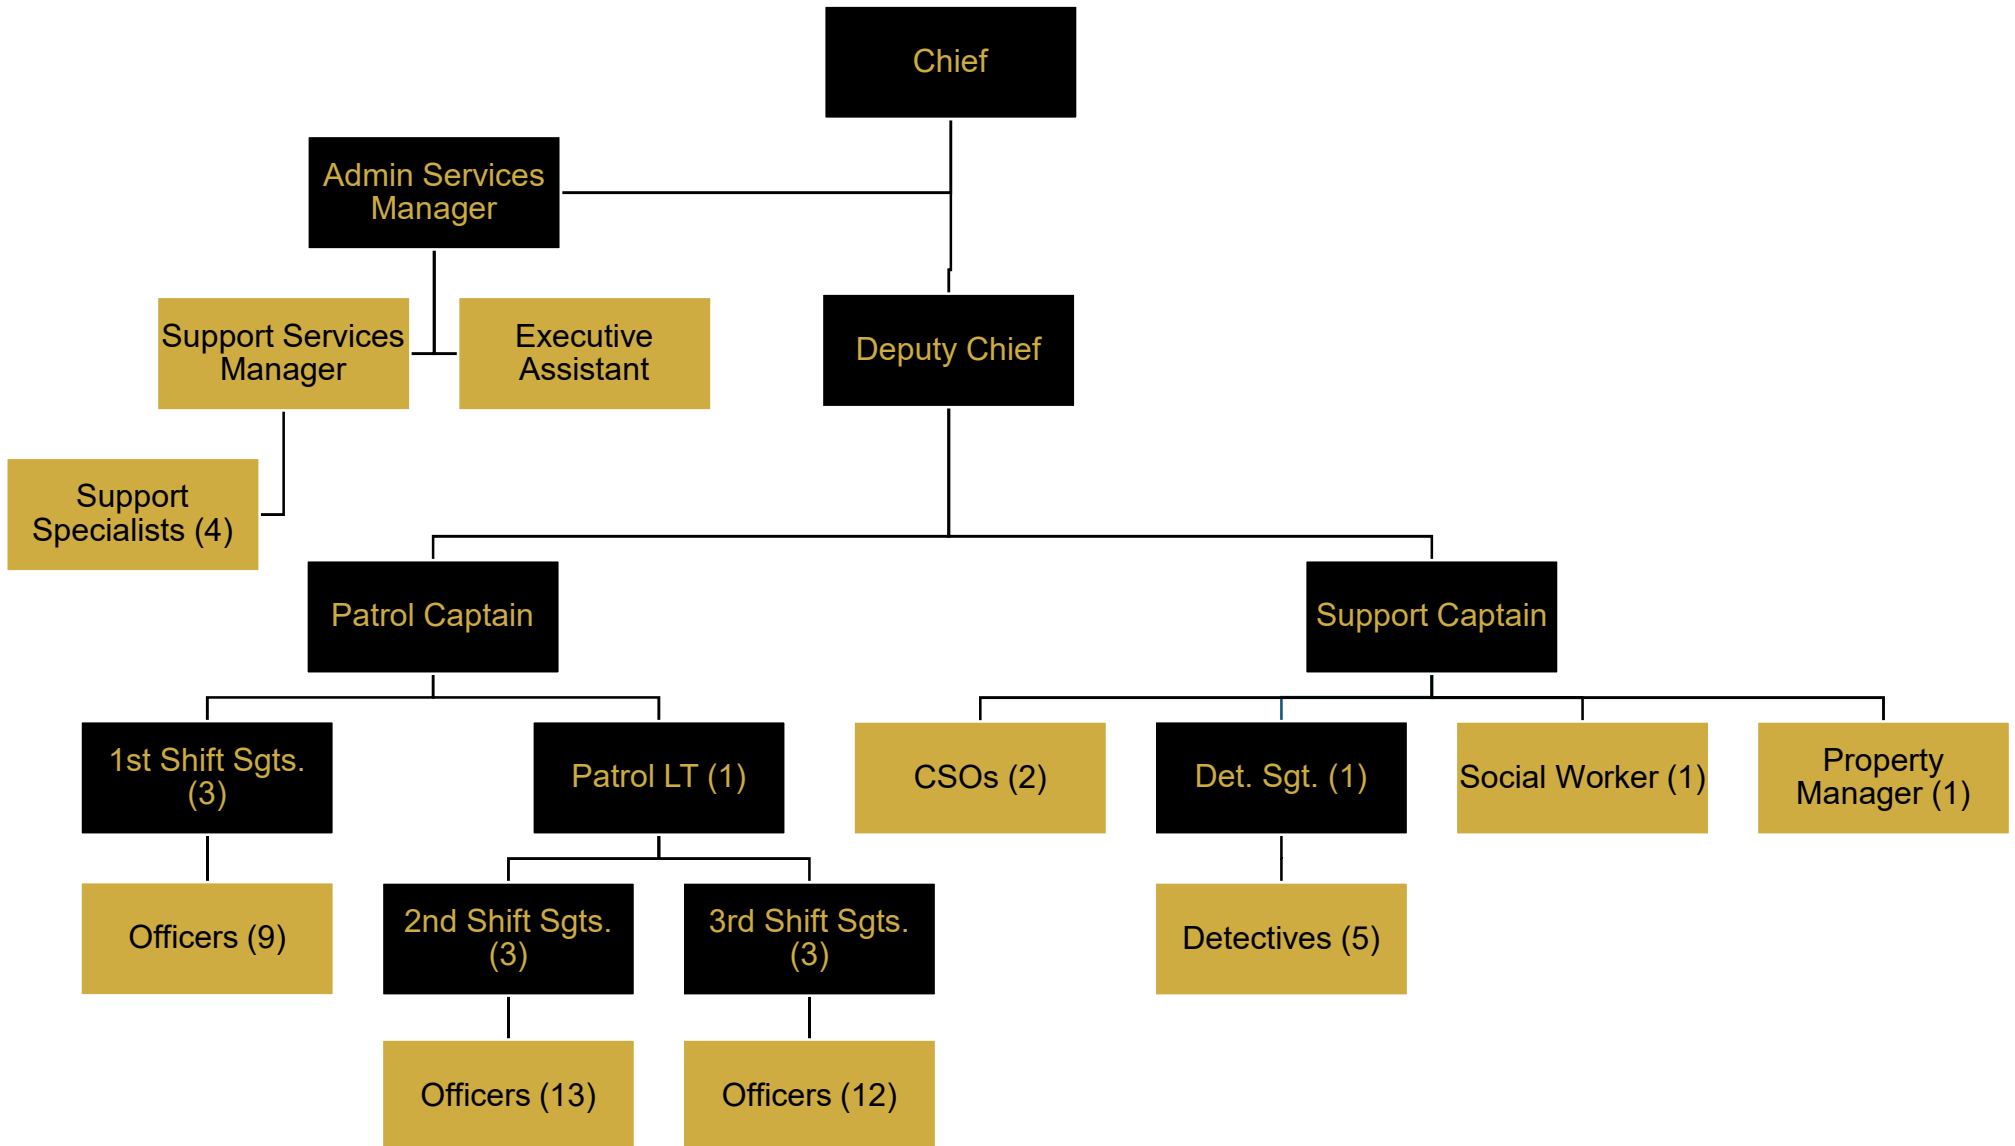 Chief
Admin Services
Manager
Support Services
Manager
Executive
Assistant
Deputy Chief
Support
Specialists (4)
Patrol Captain
Support Captain
1st Shift Sgts.
(3)
Patrol LT (1)
CSOs (2)
Det. Sgt. (1)
Social Worker (1)
Property
Manager (1)
Officers (9)
2nd Shift Sgts.
(3)
3rd Shift Sgts.
(3)
Detectives (5)
Officers (13)
Officers (12)